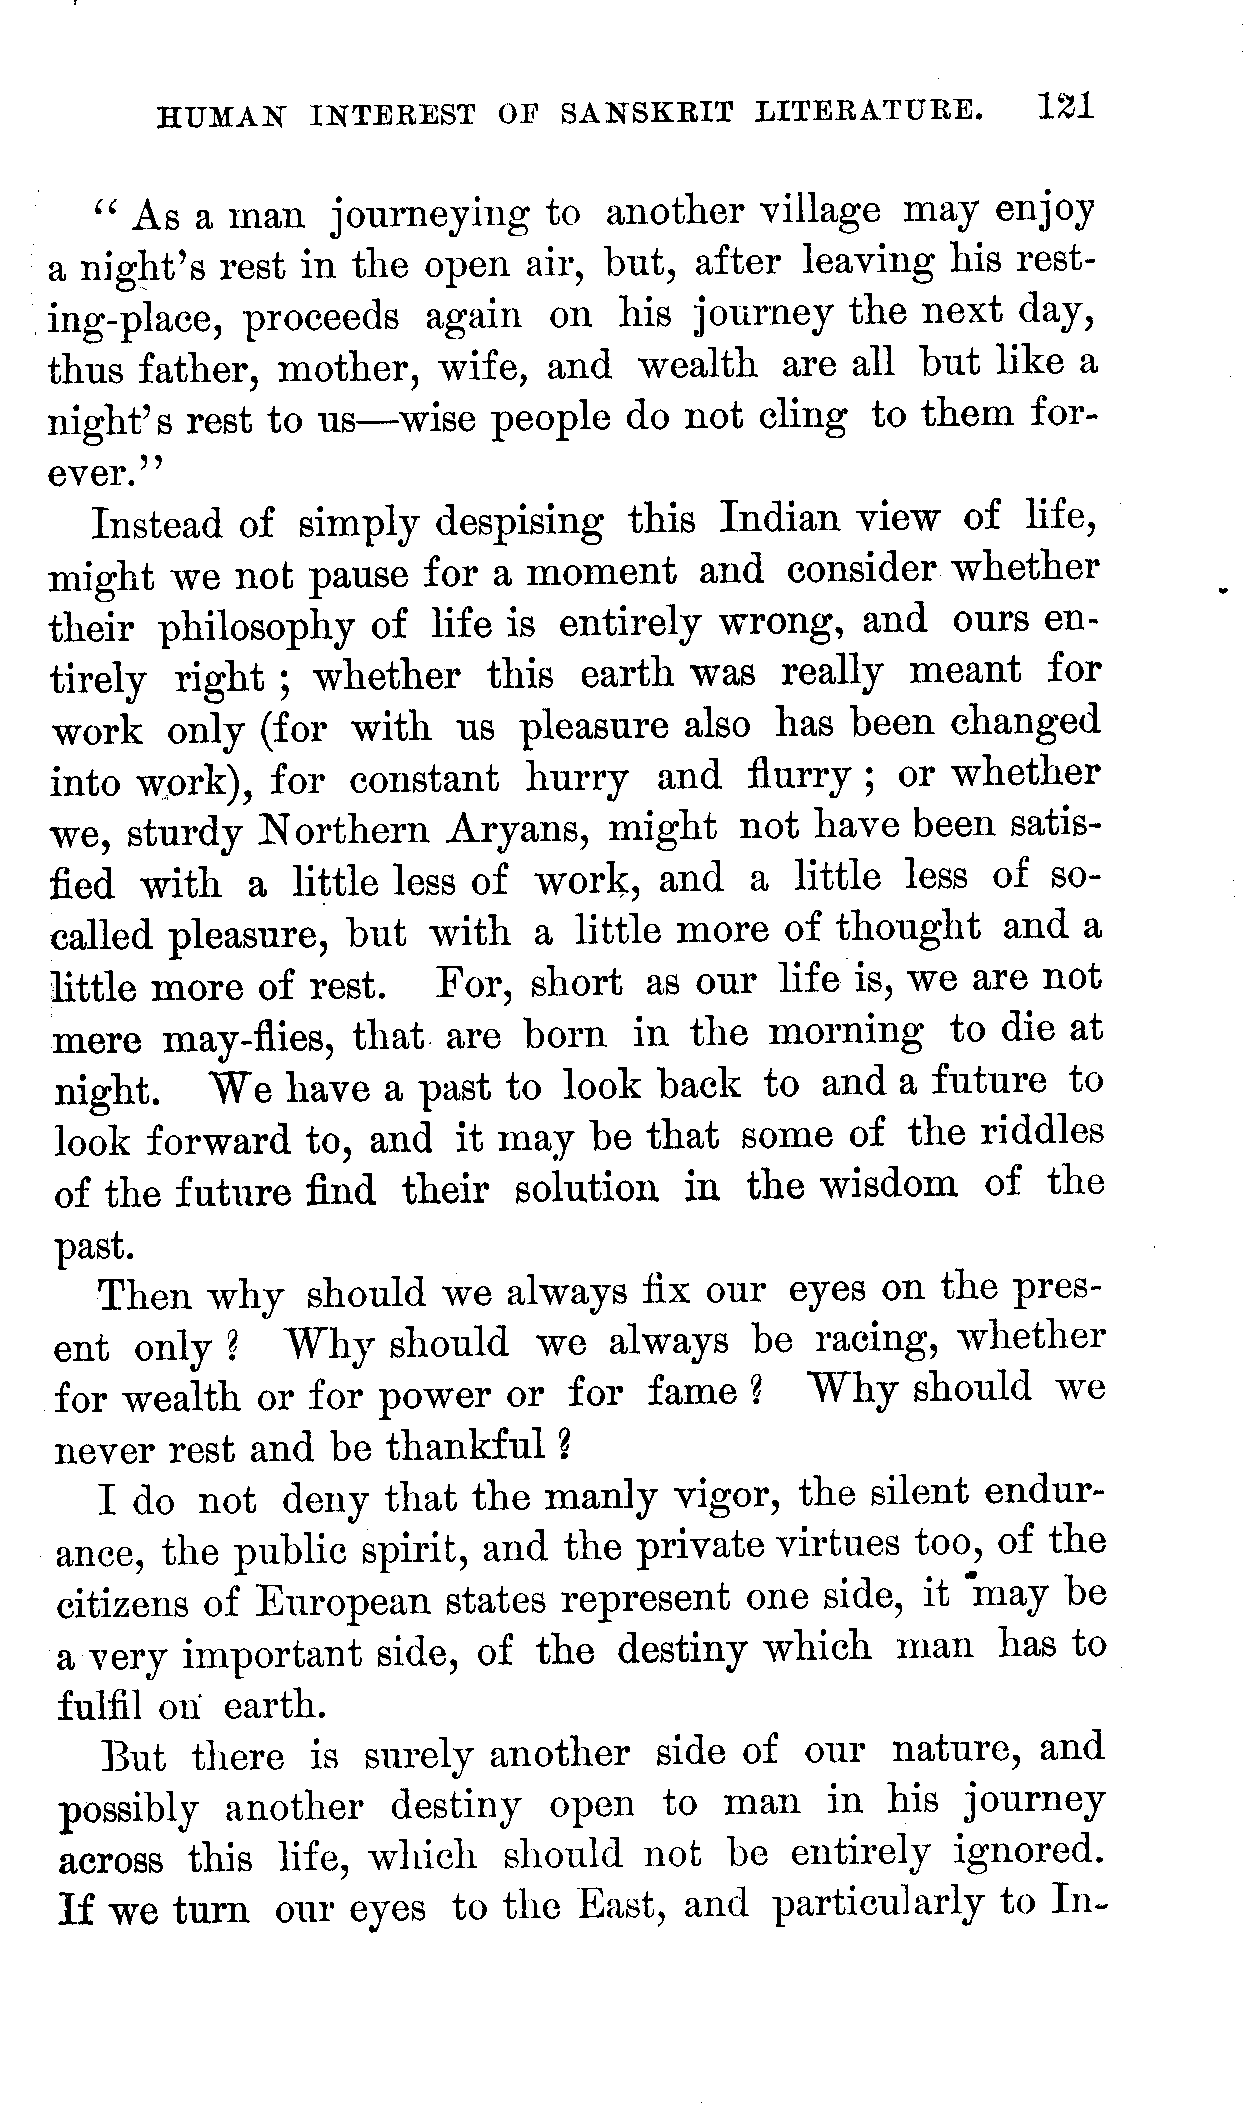 HUMAN INTEREST OF SANSKRIT LITERATURE. 121
“ As a man journeying to another village may enjoy
a night’s rest in the open air, but, after leaving his rest-
ing-place, proceeds again on his journey the next day,
thus father, mother, wife, and wealth are all but like a
night’s rest to us—wise people do not cling to them for-
ever.”
Instead of simply despising this Indian view of life,
might we not pause for a moment and consider whether
their philosophy of life is entirely wrong, and ours en-
tirely right ; whether this earth was really meant for
work only (for with us pleasure also has been changed
into work), for constant hurry and flurry ; or whether
we, sturdy Northern Aryans, might not have been satis-
fied with a little less of work, and a little less of so-
called pleasure, but with a little more of thought and a
little more of rest. For, short as our life is, we are not
mere may-flies, that are born in the morning to die at
night. We have a past to look back to and a future to
look forward to, and it may be that some of the riddles
of the future find their solution in the wisdom of the
past.
Then why should we always fix our eyes on the pres-
ent only ? Why should we always be racing, whether
for wealth or for power or for fame ? Why should we
never rest and be thankful ?
I do not deny that the manly vigor, the silent endur-
ance, the public spirit, and the private virtues too, of the
citizens of European states represent one side, it may be
a very important side, of the destiny which man has to
fulfil on earth.
But there is surely another side of our nature, and
possibly another destiny open to man in his journey
across this life, which should not be entirely ignored.
If we turn our eyes to the East, and particularly to In-